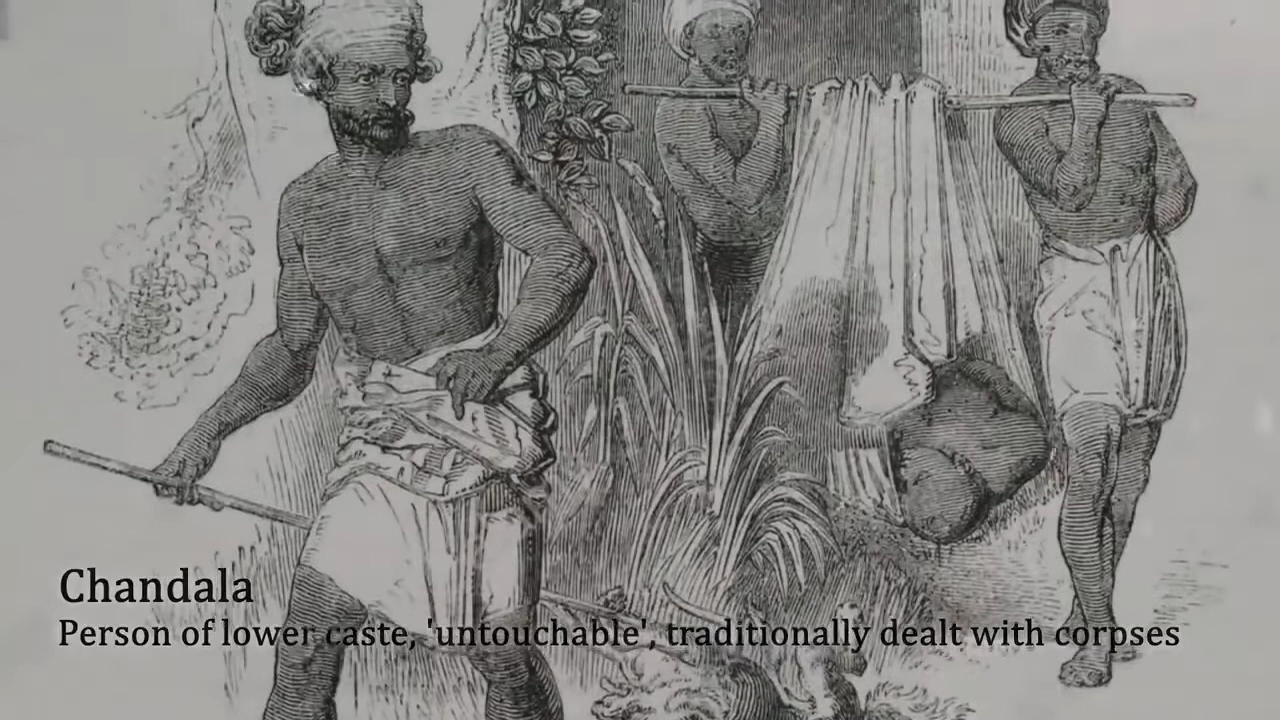 Chandala
Person of lower caste, 'untouchable', traditionally dealt with corpses